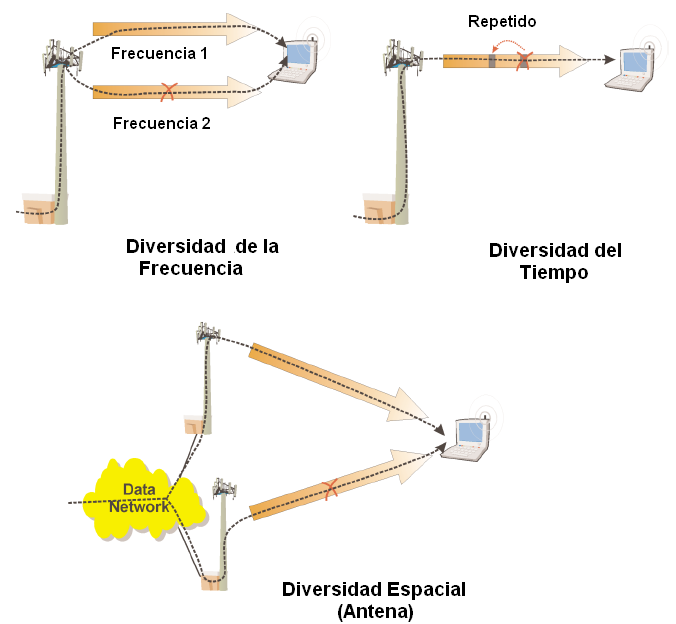 Frecuencia 1
Frecuencia 2
Diversidad de la
Frecuencia
Repetido
Diversidad del
Tiempo
Data
Network
Diversidad Espacial
(Antena)